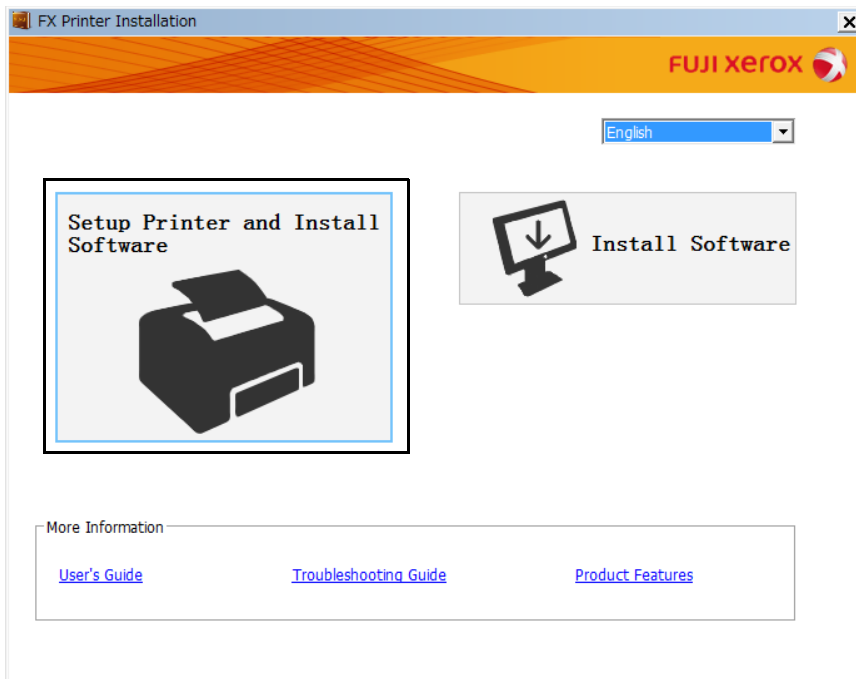 FX Printer Installation
FUJI xerox
English
Setup Printer and Install
Software
Install Software
More Information
User's Guide
Troubleshooting Guide
Product Features